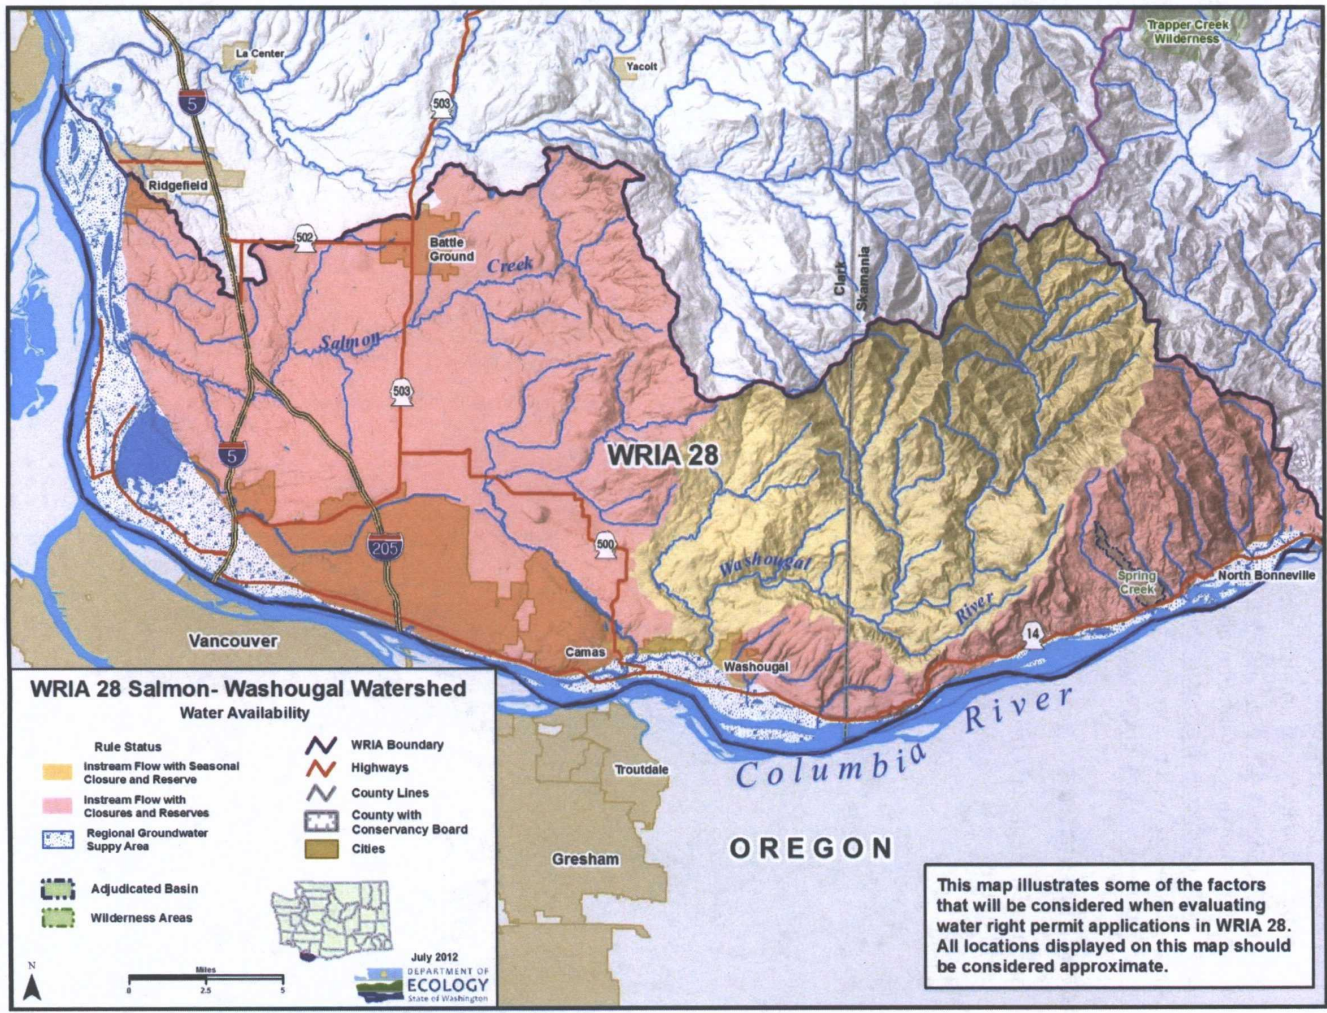 Trapper Creek
Wilderness
La Center
Yacolt
5
503
Ridgefield
502
Battle
Ground
Creek
Clark
Skamania
Salmon
503
WRIA 28
5
205
500
Washougal
River
Spring
Creek
North Bonneville
14
Vancouver
Camas
Washougal
Columbia River
Troutdale
Gresham
OREGON
WRIA 28 Salmon- Washougal Watershed
Water Availability
Rule Status
Instream Flow with Seasonal
Closure and Reserve
Instream Flow with
Closures and Reserves
Regional Groundwater
Suppy Area
Adjudicated Basin
Wilderness Areas
WRIA Boundary
Highways
County Lines
County with
Conservancy Board
Cities
N
Miles
0 2.5 5
July 2012
DEPARTMENT OF
ECOLOGY
State of Washington
This map illustrates some of the factors
that will be considered when evaluating
water right permit applications in WRIA 28.
All locations displayed on this map should
be considered approximate.